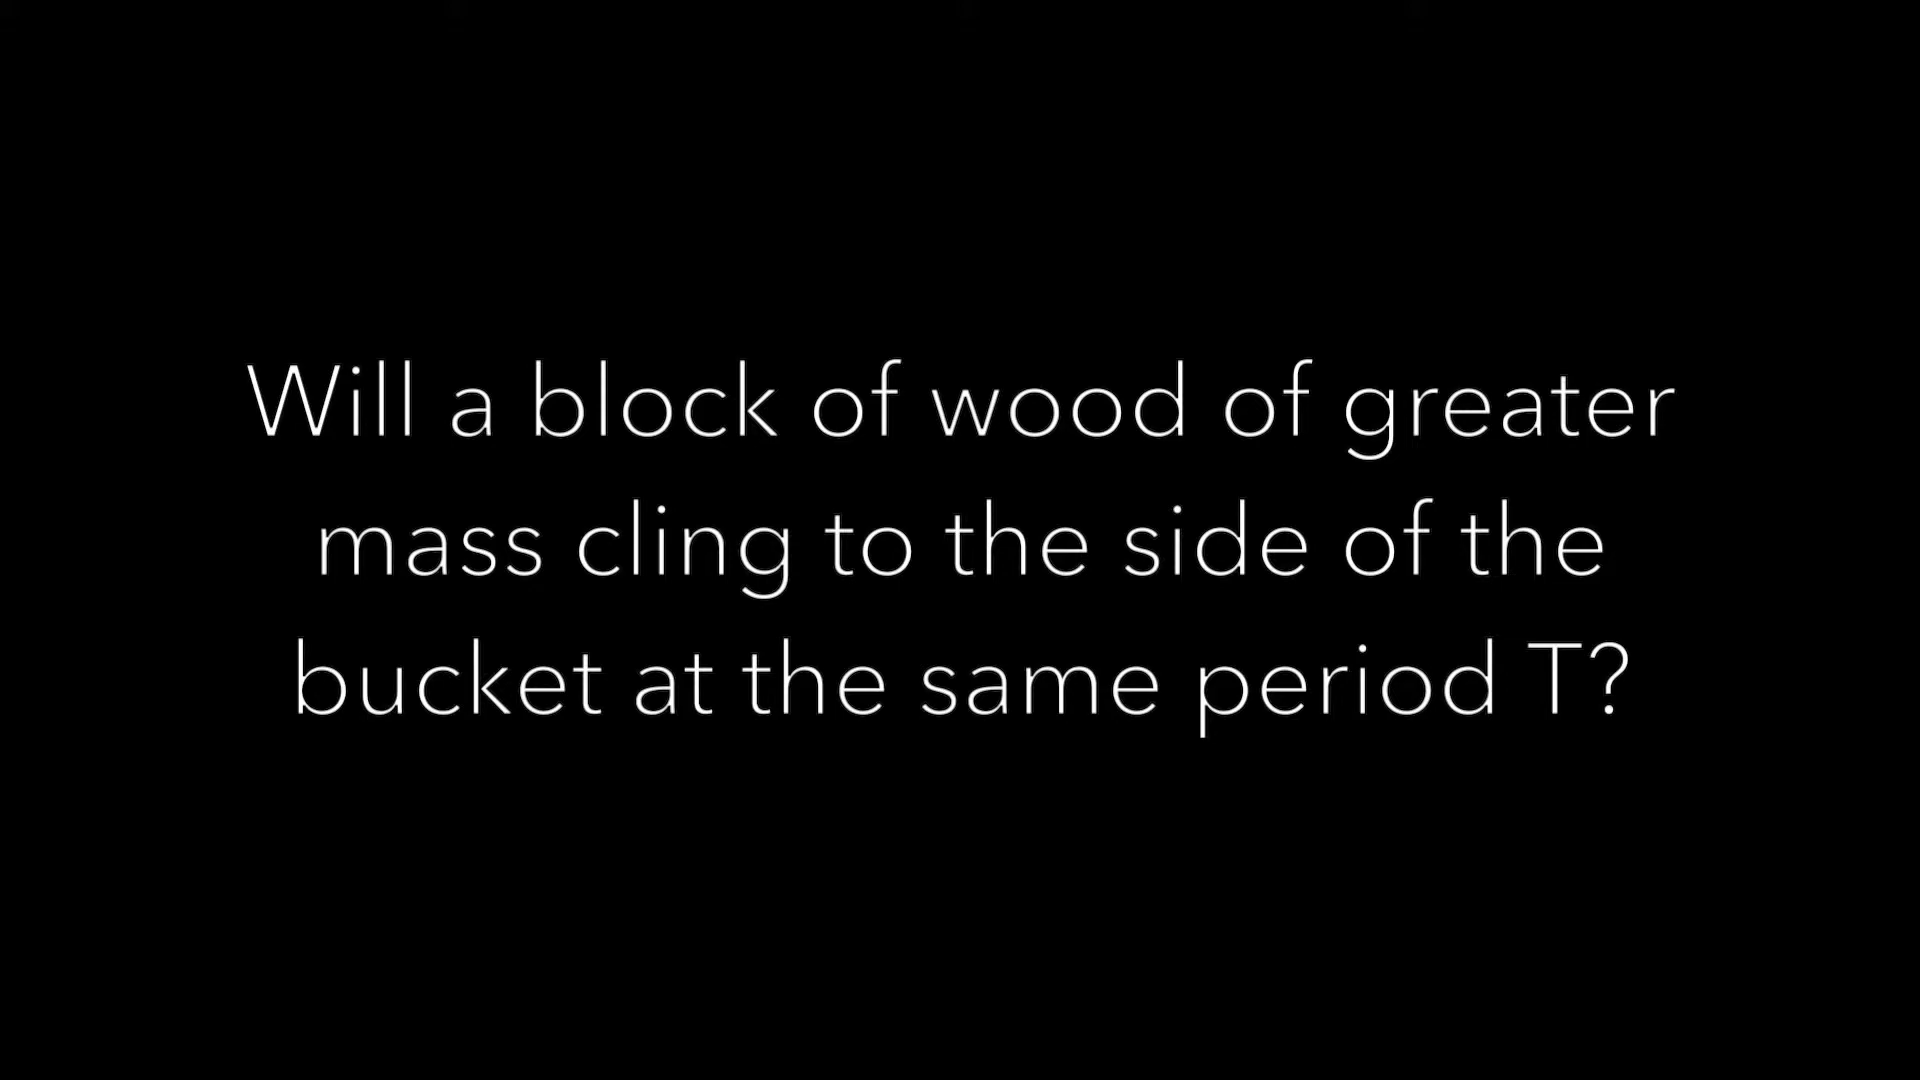 Will a block of wood of greater
mass cling to the side of the
bucket at the same period T?